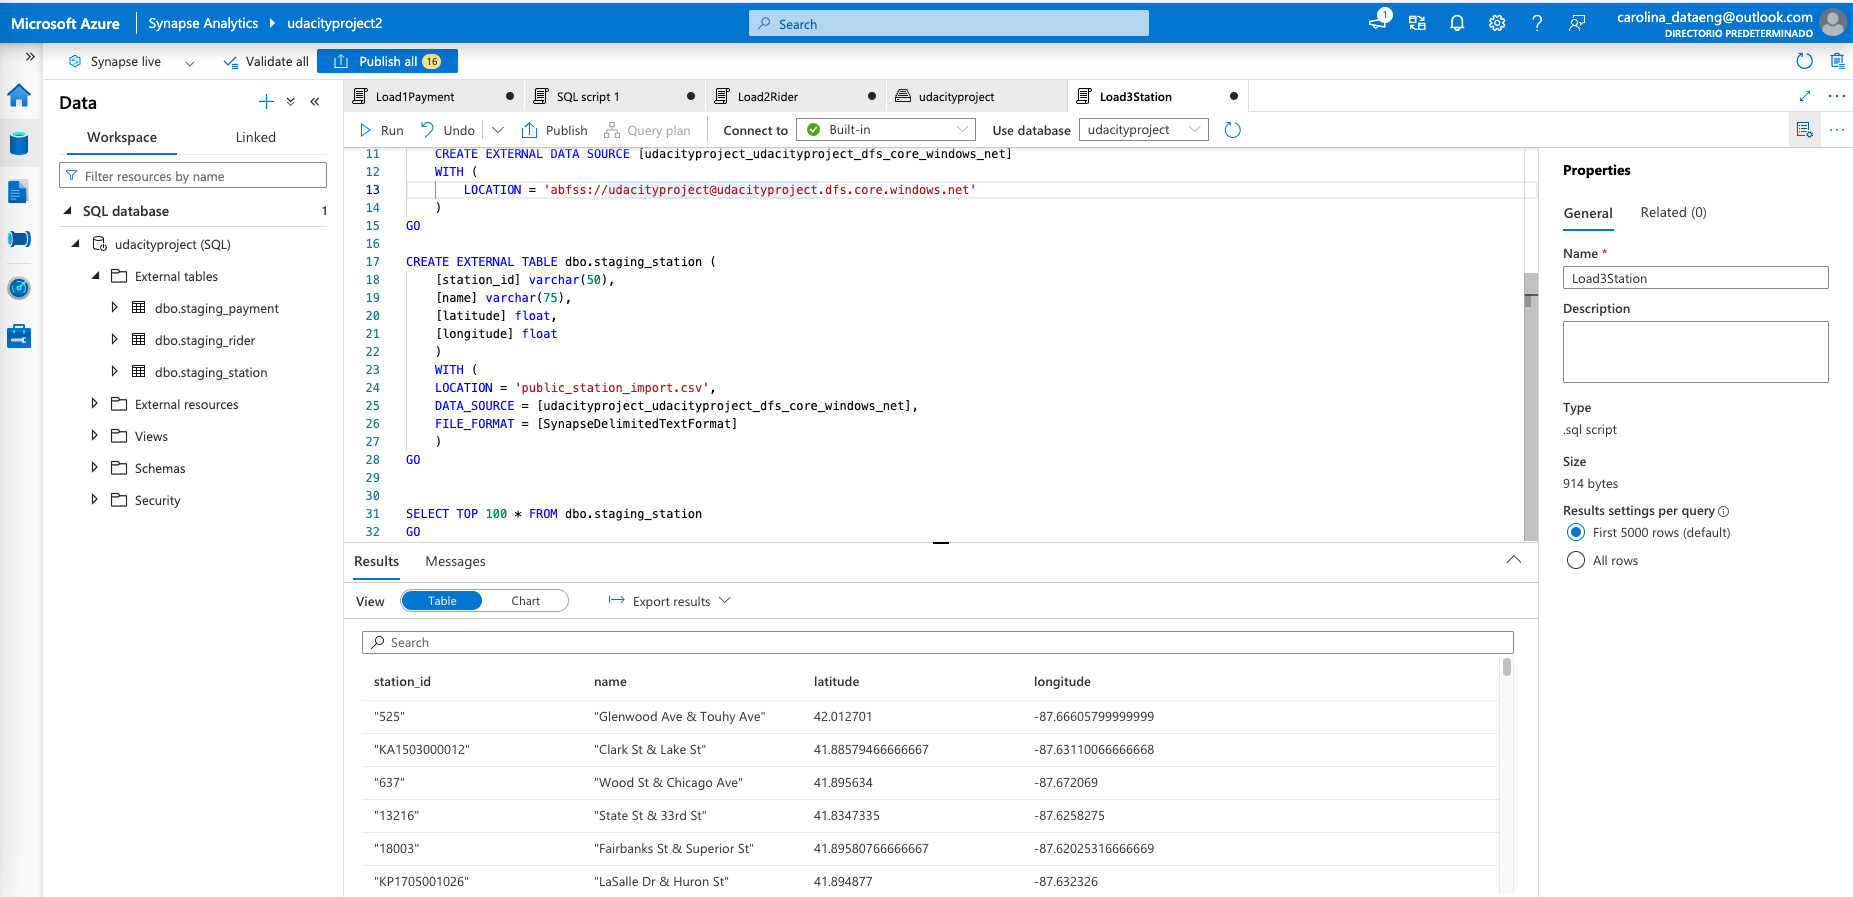 Microsoft Azure
Synapse Analytics
udacityproject2
Search
1
carolina_dataeng@outlook.com
DIRECTORIO PREDETERMINADO
Synapse live
Validate all
Publish all 16
Data
Workspace
Linked
Filter resources by name
SQL database 1
udacityproject (SQL)
External tables
dbo.staging_payment
dbo.staging_rider
dbo.staging_station
External resources
Views
Schemas
Security
Load1Payment
SQL script 1
Load2Rider
udacityproject
Load3Station
Run
Undo
Publish
Query plan
Connect to
Built-in
Use database
udacityproject
11 CREATE EXTERNAL DATA SOURCE [udacityproject_udacityproject_dfs_core_windows_net]
12 WITH (
13 LOCATION = 'abfss://udacityproject@udacityproject.dfs.core.windows.net'
14 )
15 GO
16
17 CREATE EXTERNAL TABLE dbo.staging_station (
18 [station_id] varchar(50),
19 [name] varchar(75),
20 [latitude] float,
21 [longitude] float
22 )
23 WITH (
24 LOCATION = 'public_station_import.csv',
25 DATA_SOURCE = [udacityproject_udacityproject_dfs_core_windows_net],
26 FILE_FORMAT = [SynapseDelimitedTextFormat]
27 )
28 GO
29
30
31 SELECT TOP 100 * FROM dbo.staging_station
32 GO
Results
Messages
View
Table
Chart
Export results
Search
station_id name latitude longitude
"525" "Glenwood Ave & Touhy Ave" 42.012701 -87.66605799999999
"KA1503000012" "Clark St & Lake St" 41.88579466666667 -87.63110066666668
"637" "Wood St & Chicago Ave" 41.895634 -87.672069
"13216" "State St & 33rd St" 41.8347335 -87.6258275
"18003" "Fairbanks St & Superior St" 41.89580766666667 -87.62025316666669
"KP1705001026" "LaSalle Dr & Huron St" 41.894877 -87.632326
Properties
General
Related (0)
Name *
Load3Station
Description
Type
.sql script
Size
914 bytes
Results settings per query
First 5000 rows (default)
All rows